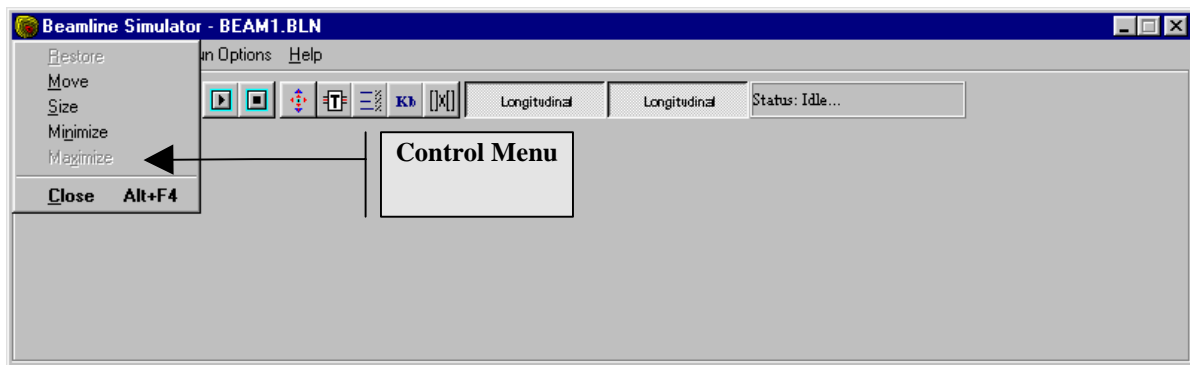 Beamline Simulator - BEAM1.BLN
Restore
un Options Help
Move
Size
Minimize
Maximize
Close Alt+F4
T Kb []X[] Longitudinal Longitudinal Status: Idle...
Control Menu